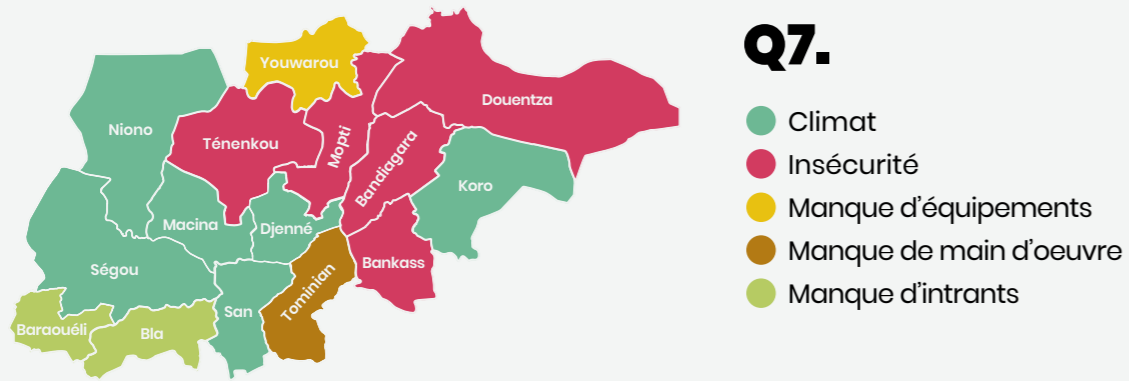 Q7.
Climat
Insécurité
Manque d'équipements
Manque de main d'oeuvre
Manque d'intrants
Youwarou
Douentza
Niono
Ténenkou
Mopti
Bandiagara
Koro
Macina
Djenné
Ségou
Bankass
Tominian
San
Baraouéli
Bla